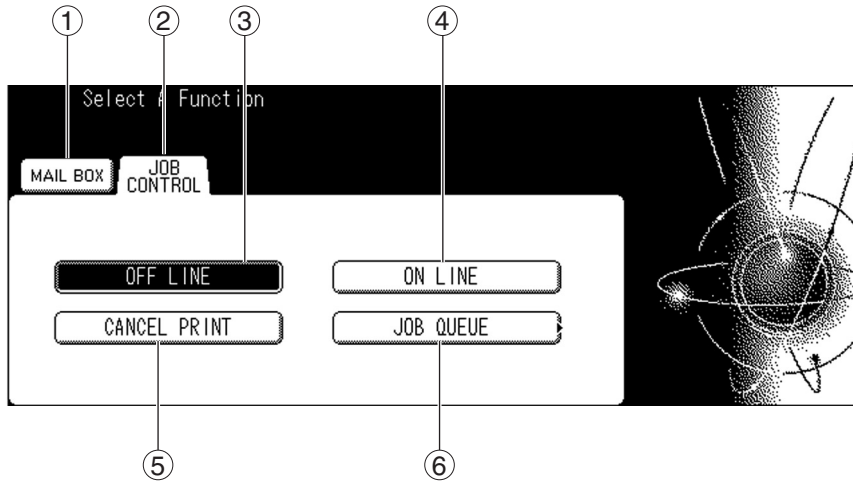 ① ② ③ ④
Select A Function
MAIL BOX
JOB
CONTROL
OFF LINE ON LINE
CANCEL PRINT JOB QUEUE
⑤ ⑥